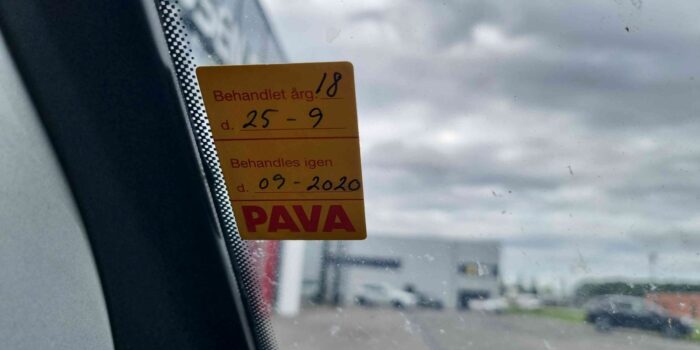 Behandlet årg. 18
d. 25 - 9
Behandles igen
d. 09 - 2020
PAVA